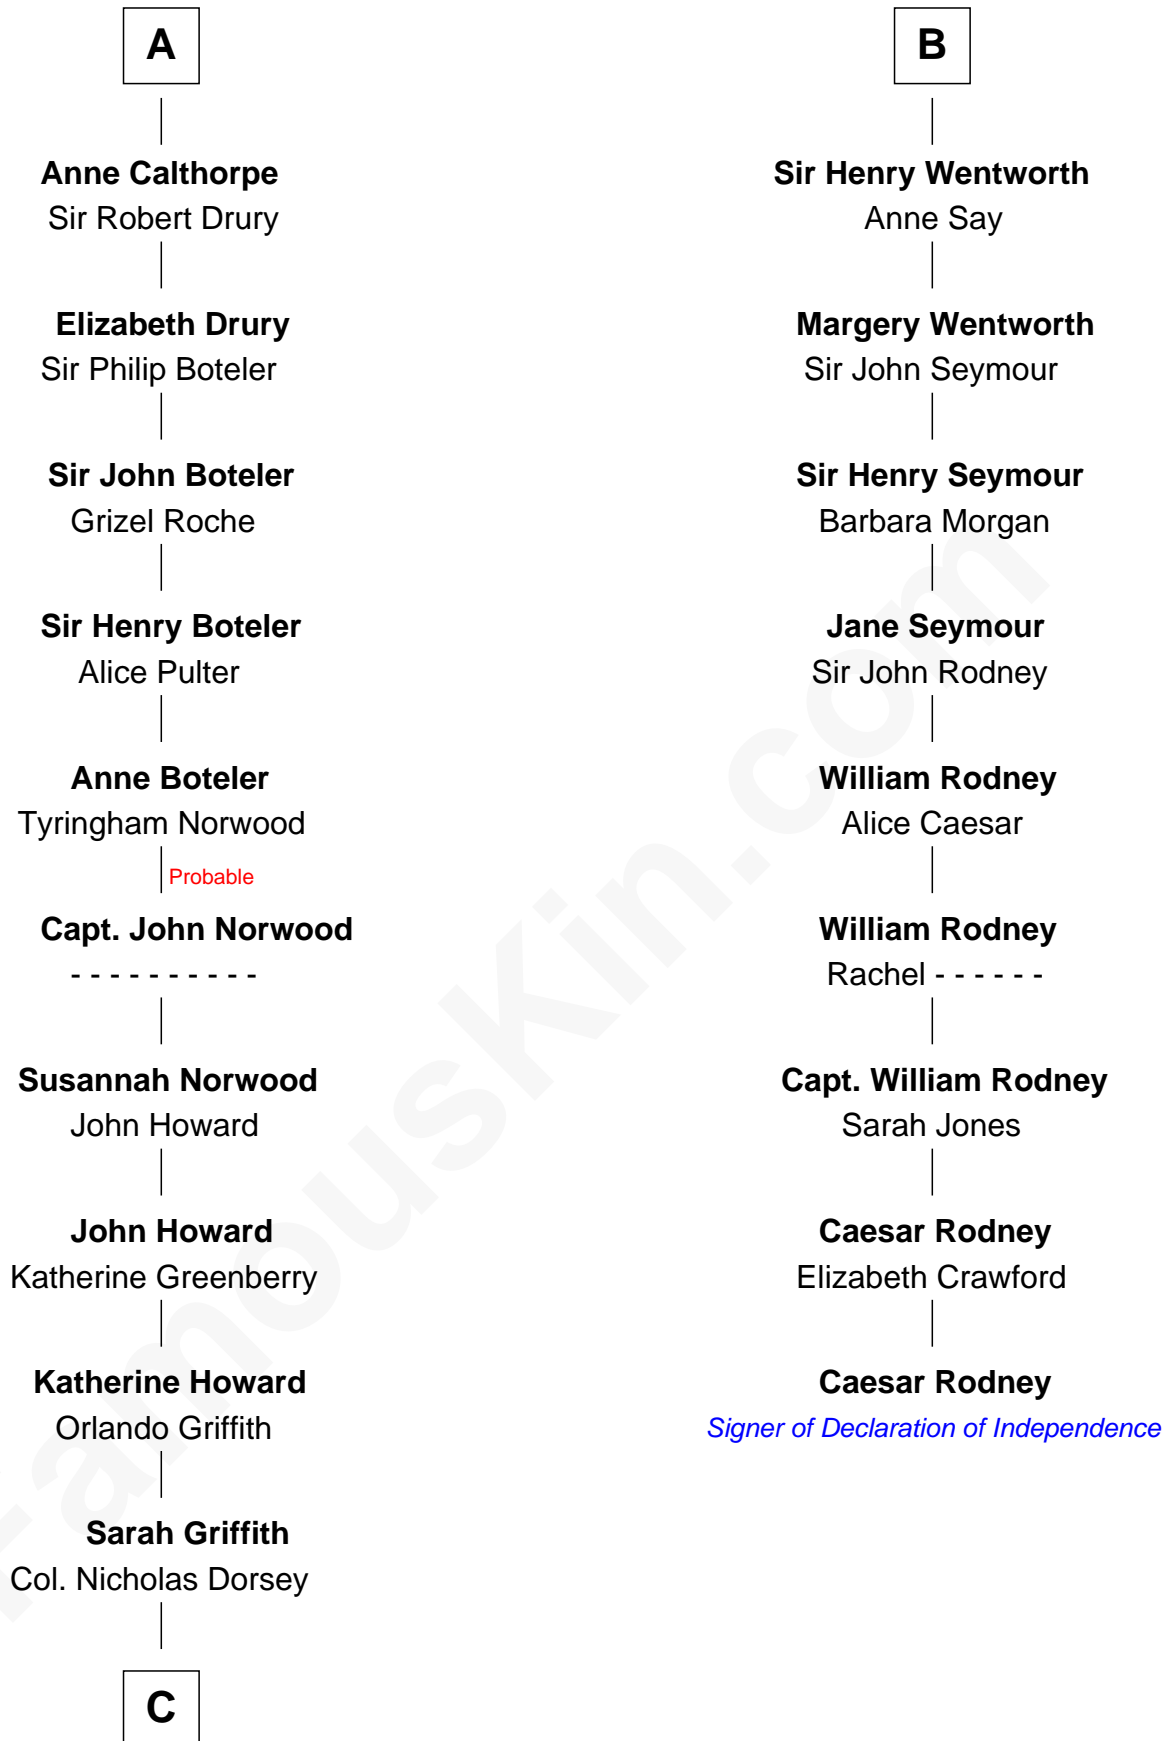 A
Anne Calthorpe
Sir Robert Drury
Elizabeth Drury
Sir Philip Boteler
Sir John Boteler
Grizel Roche
Sir Henry Boteler
Alice Pulter
Anne Boteler
Tyringham Norwood
Probable
Capt. John Norwood
- - - - - - - - - -
Susannah Norwood
John Howard
John Howard
Katherine Greenberry
Katherine Howard
Orlando Griffith
Sarah Griffith
Col. Nicholas Dorsey
C
B
Sir Henry Wentworth
Anne Say
Margery Wentworth
Sir John Seymour
Sir Henry Seymour
Barbara Morgan
Jane Seymour
Sir John Rodney
William Rodney
Alice Caesar
William Rodney
Rachel - - - - - -
Capt. William Rodney
Sarah Jones
Caesar Rodney
Elizabeth Crawford
Caesar Rodney
Signer of Declaration of Independence
FamousKin.com